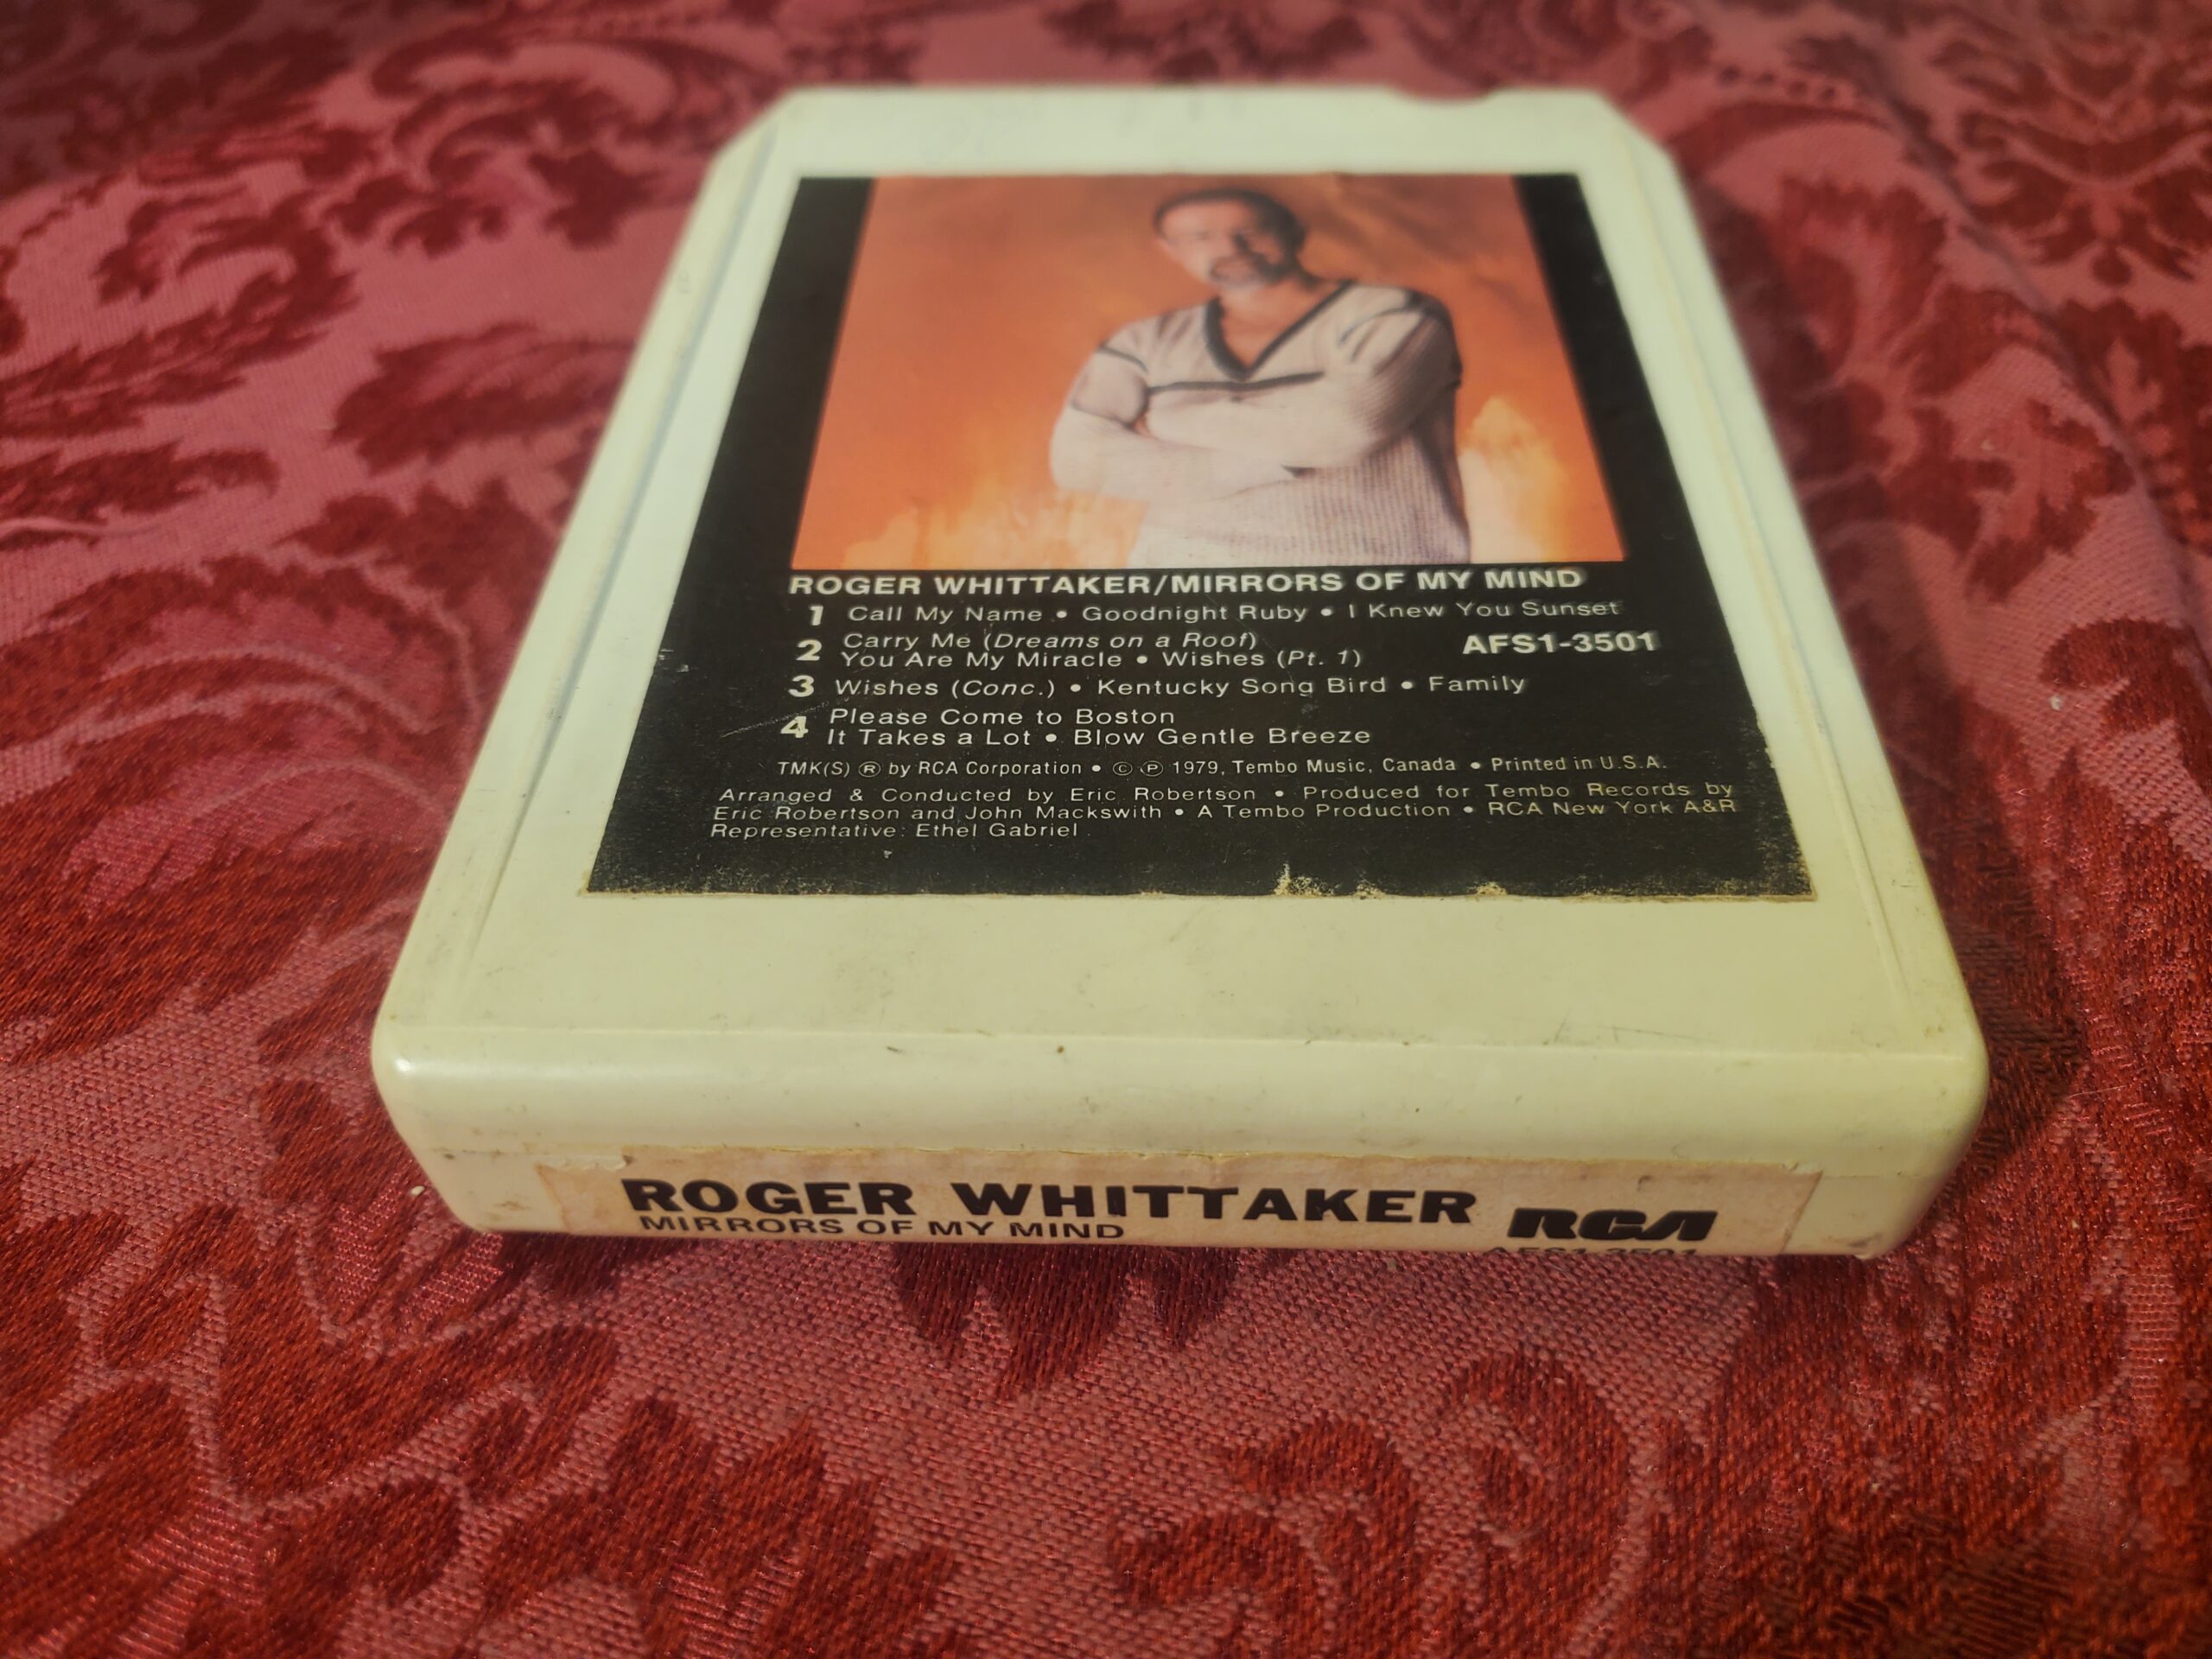 ROGER WHITTAKER/MIRRORS OF MY MIND
1 Call My Name • Goodnight Ruby • I Knew You Sunset
2 Carry Me (Dreams on a Roof)
You Are My Miracle • Wishes (Pt. 1)
AFS1-3501
3 Wishes (Conc.) • Kentucky Song Bird • Family
4 Please Come to Boston
It Takes a Lot • Blow Gentle Breeze
TMK(S) ® by RCA Corporation • © ℗ 1979, Tembo Music, Canada • Printed in U.S.A.
Arranged & Conducted by Eric Robertson • Produced for Tembo Records by
Eric Robertson and John Mackswith • A Tembo Production • RCA New York A&R
Representative: Ethel Gabriel
ROGER WHITTAKER
MIRRORS OF MY MIND
RCA
AFS1-3501